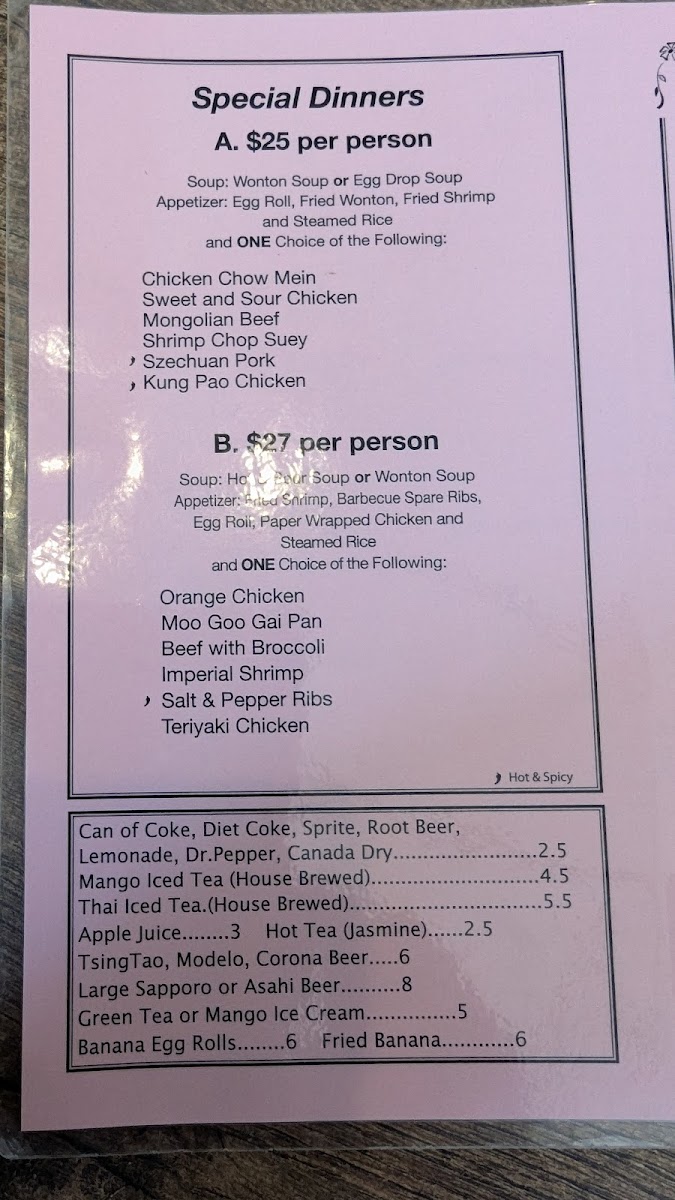 Special Dinners
A. $25 per person
Soup: Wonton Soup or Egg Drop Soup
Appetizer: Egg Roll, Fried Wonton, Fried Shrimp
and Steamed Rice
and ONE Choice of the Following:
Chicken Chow Mein
Sweet and Sour Chicken
Mongolian Beef
Shrimp Chop Suey
Szechuan Pork
Kung Pao Chicken
B. $27 per person
Soup: Sour Soup or Wonton Soup
Appetizer: Fried Shrimp, Barbecue Spare Ribs,
Egg Roll, Paper Wrapped Chicken and
Steamed Rice
and ONE Choice of the Following:
Orange Chicken
Moo Goo Gai Pan
Beef with Broccoli
Imperial Shrimp
Salt & Pepper Ribs
Teriyaki Chicken
Hot & Spicy
Can of Coke, Diet Coke, Sprite, Root Beer,
Lemonade, Dr.Pepper, Canada Dry........................2.5
Mango Iced Tea (House Brewed)............................4.5
Thai Iced Tea.(House Brewed)................................5.5
Apple Juice........3 Hot Tea (Jasmine)......2.5
TsingTao, Modelo, Corona Beer.....6
Large Sapporo or Asahi Beer..........8
Green Tea or Mango Ice Cream...............5
Banana Egg Rolls........6 Fried Banana............6